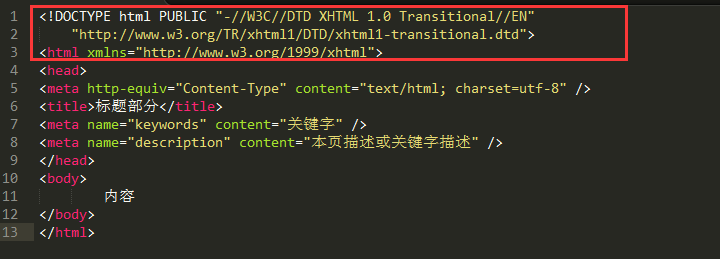 1 <!DOCTYPE html PUBLIC "-//W3C//DTD XHTML 1.0 Transitional//EN"
2 "http://www.w3.org/TR/xhtml1/DTD/xhtml1-transitional.dtd">
3 <html xmlns="http://www.w3.org/1999/xhtml">
4 <head>
5 <meta http-equiv="Content-Type" content="text/html; charset=utf-8" />
6 <title>标题部分</title>
7 <meta name="keywords" content="关键字" />
8 <meta name="description" content="本页描述或关键字描述" />
9 </head>
10 <body>
11 内容
12 </body>
13 </html>